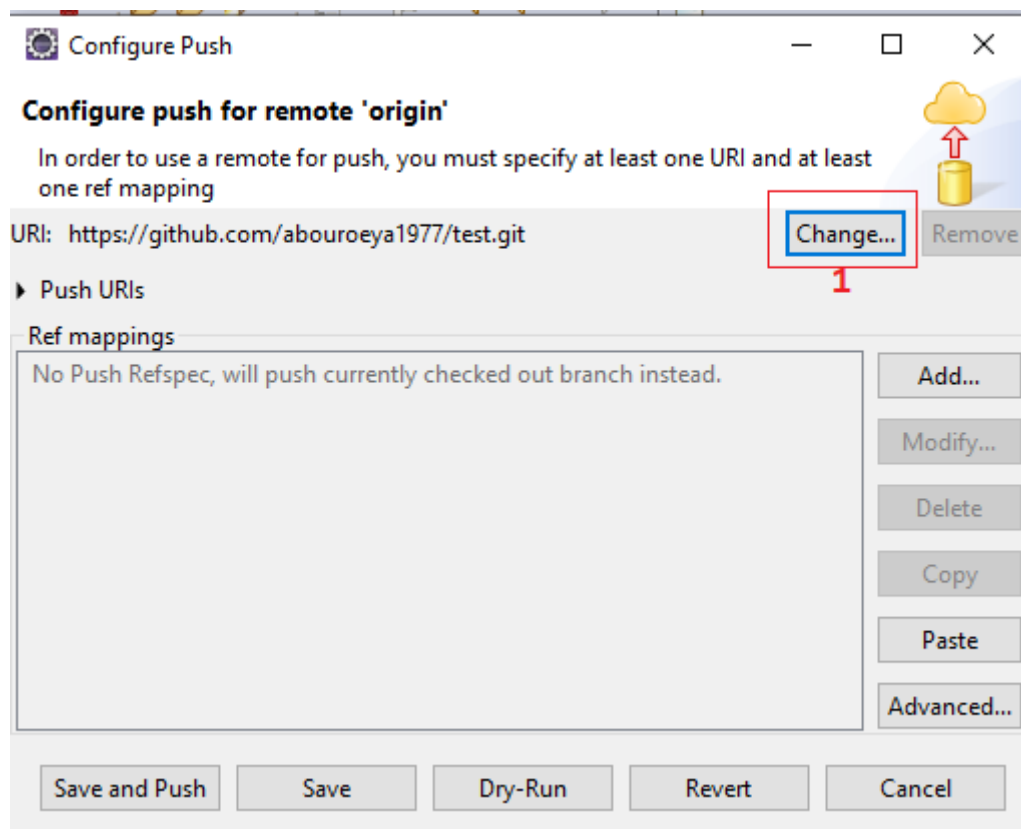 Configure Push
Configure push for remote 'origin'
In order to use a remote for push, you must specify at least one URI and at least
one ref mapping
URI: https://github.com/abouroeya1977/test.git Change... Remove
1
Push URIs
Ref mappings
No Push Refspec, will push currently checked out branch instead.
Add...
Modify...
Delete
Copy
Paste
Advanced...
Save and Push Save Dry-Run Revert Cancel